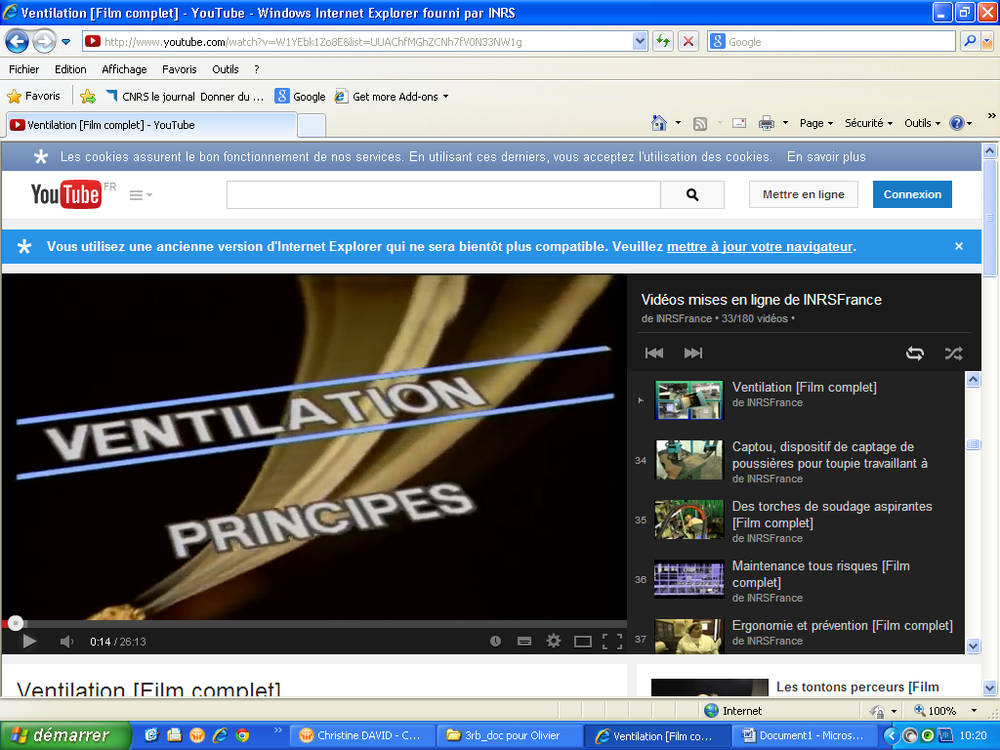 Ventilation [Film complet] - YouTube - Windows Internet Explorer fourni par INRS
http://www.youtube.com/watch?v=W1YEbk1Zo8E&list=UUAChfMGhZCNh7fV0N33NW1g
Google
Fichier Edition Affichage Favoris Outils ?
Favoris CNRS le journal Donner du ... Google Get more Add-ons
Ventilation [Film complet] - YouTube
Page Sécurité Outils »
Les cookies assurent le bon fonctionnement de nos services. En utilisant ces derniers, vous acceptez l'utilisation des cookies. En savoir plus
YouTube FR
Mettre en ligne Connexion
Vous utilisez une ancienne version d'Internet Explorer qui ne sera bientôt plus compatible. Veuillez mettre à jour votre navigateur. ×
VENTILATION
PRINCIPES
0:14 / 26:13
Vidéos mises en ligne de INRSFrance
de INRSFrance • 33/180 vidéos •
Ventilation [Film complet]
de INRSFrance
34 Captou, dispositif de captage de
poussières pour toupie travaillant à
de INRSFrance
35 Des torches de soudage aspirantes
[Film complet]
de INRSFrance
36 Maintenance tous risques [Film
complet]
de INRSFrance
37 Ergonomie et prévention [Film complet]
de INRSFrance
Ventilation [Film complet]
Les tontons perceurs [Film
Internet 100%
démarrer » Christine DAVID - C... 3rb_doc pour Olivier Ventilation [Film co... Document1 - Micros... 10:20